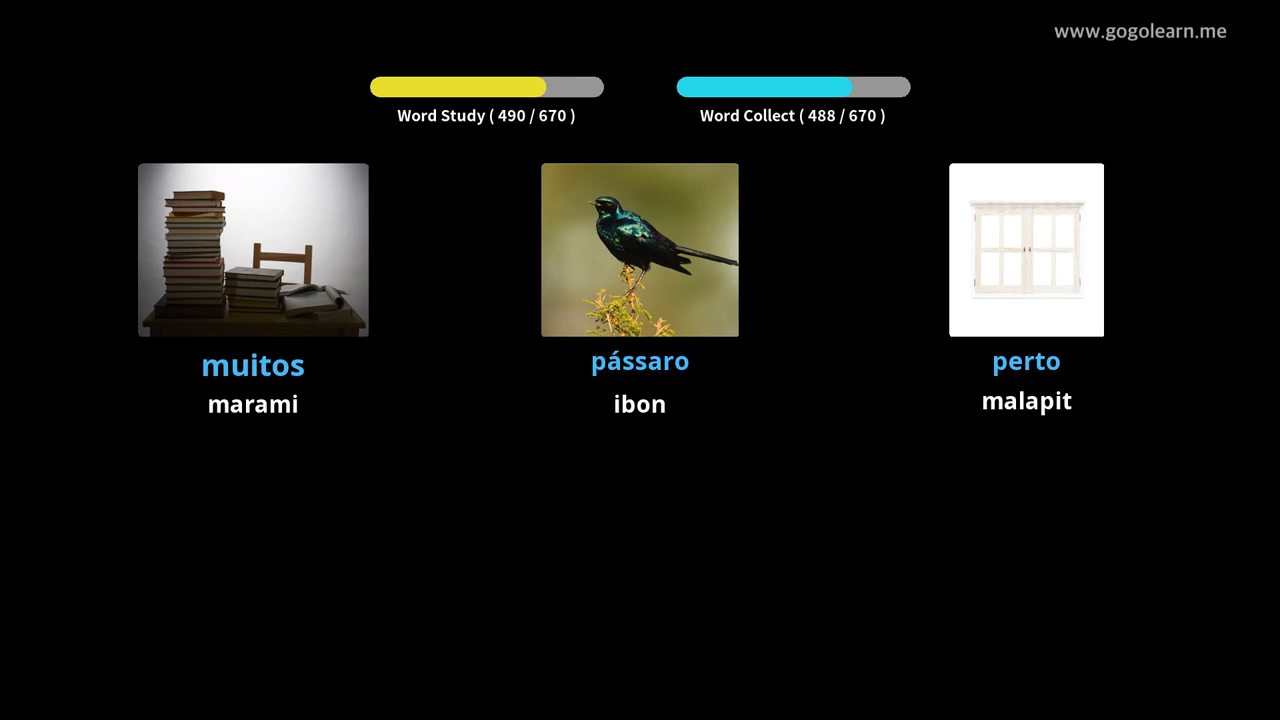 www.gogolearn.me
Word Study ( 490 / 670 )
Word Collect ( 488 / 670 )
muitos
marami
pássaro
ibon
perto
malapit